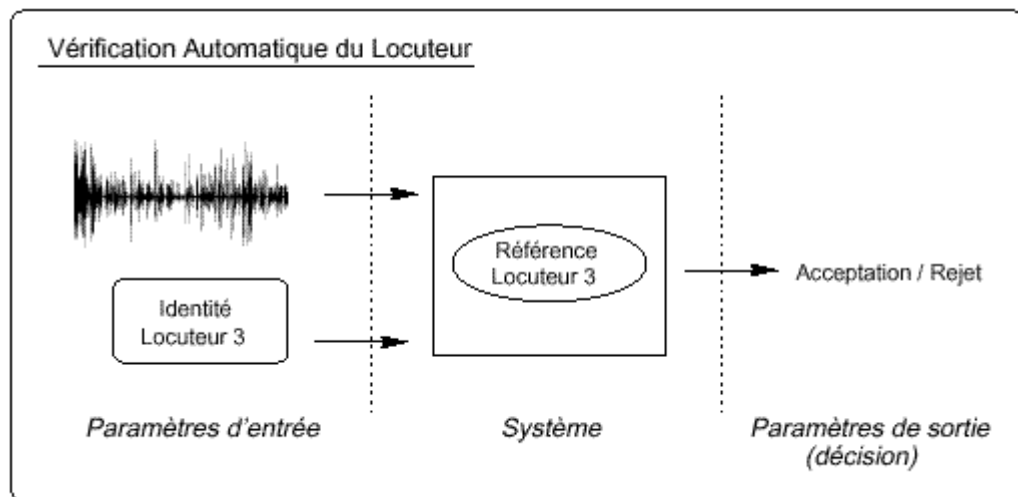 Vérification Automatique du Locuteur
Référence
Locuteur 3
Identité
Locuteur 3
Acceptation / Rejet
Paramètres d'entrée
Système
Paramètres de sortie
(décision)